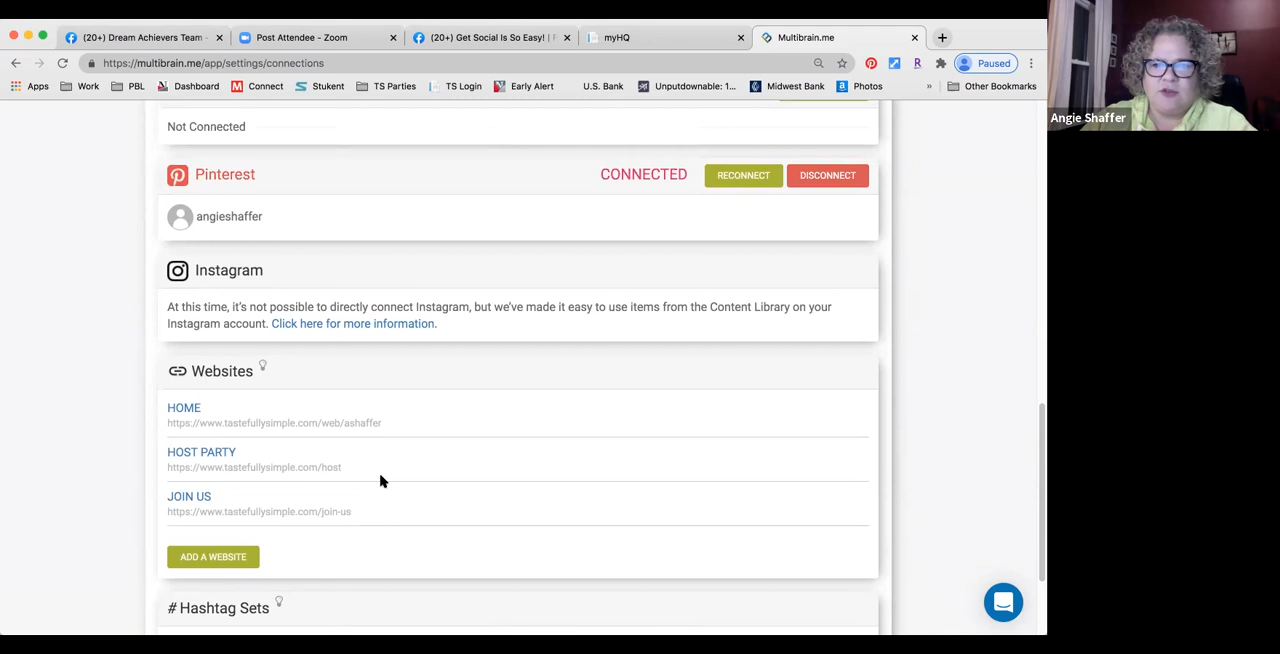 (20+) Dream Achievers Team -
Post Attendee - Zoom
(20+) Get Social Is So Easy! | F
myHQ
Multibrain.me
https://multibrain.me/app/settings/connections
Paused
Apps
Work
PBL
Dashboard
Connect
Stukent
TS Parties
TS Login
Early Alert
U.S. Bank
Unputdownable: 1...
Midwest Bank
Photos
»
Other Bookmarks
Angie Shaffer
Not Connected
Pinterest
CONNECTED
RECONNECT
DISCONNECT
angieshaffer
Instagram
At this time, it's not possible to directly connect Instagram, but we've made it easy to use items from the Content Library on your
Instagram account. Click here for more information.
Websites
HOME
https://www.tastefullysimple.com/web/ashaffer
HOST PARTY
https://www.tastefullysimple.com/host
JOIN US
https://www.tastefullysimple.com/join-us
ADD A WEBSITE
# Hashtag Sets